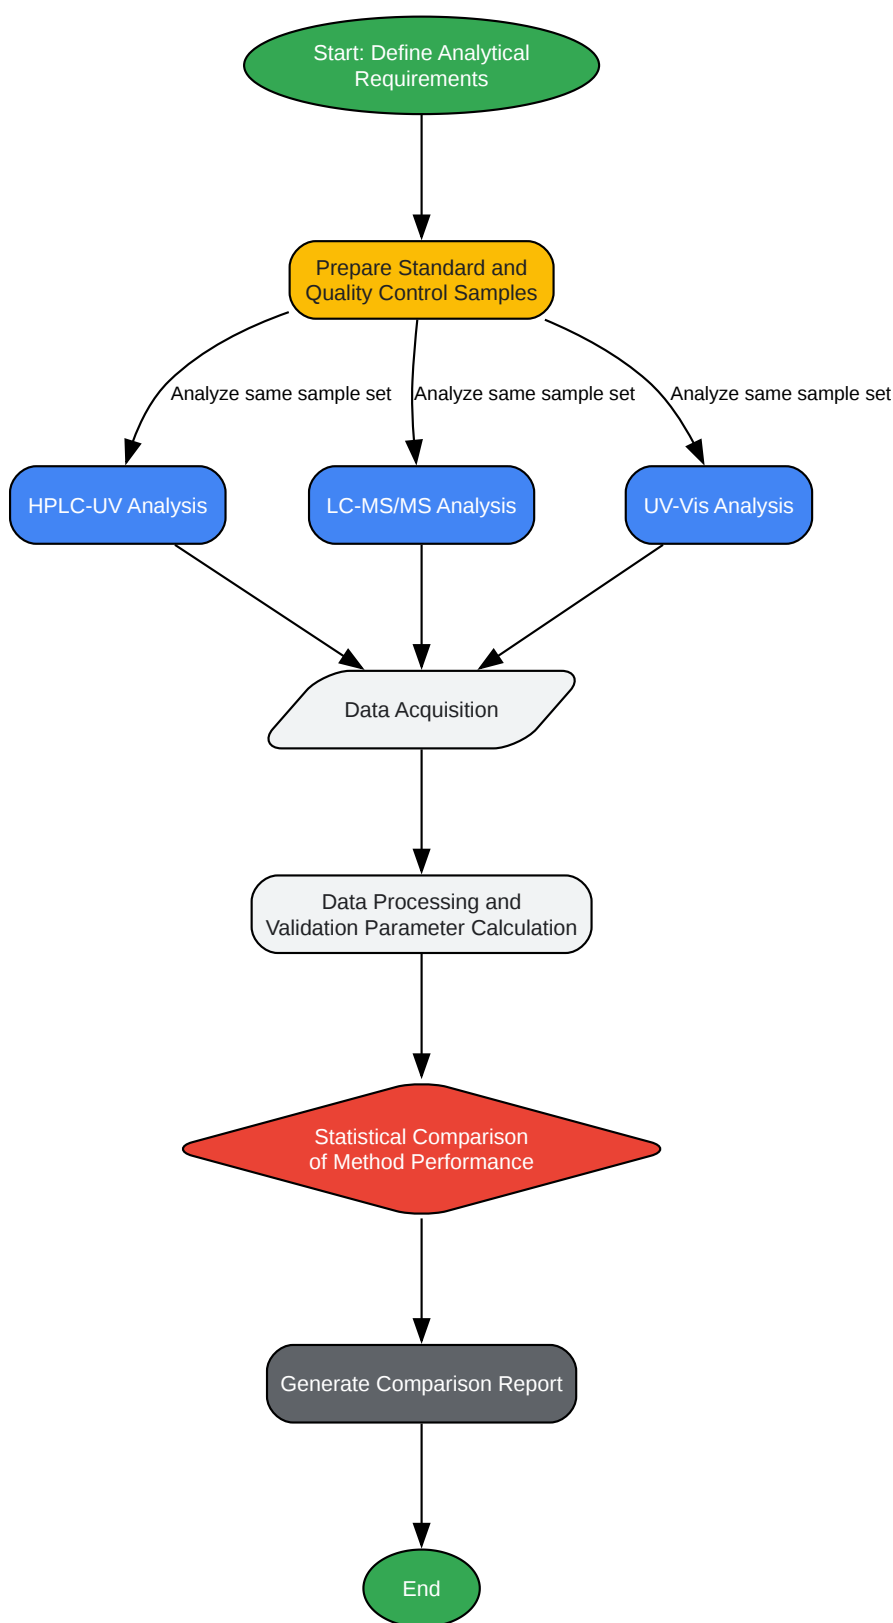 Start: Define Analytical
Requirements
Prepare Standard and
Quality Control Samples
Analyze same sample set
Analyze same sample set
Analyze same sample set
HPLC-UV Analysis
LC-MS/MS Analysis
UV-Vis Analysis
Data Acquisition
Data Processing and
Validation Parameter Calculation
Statistical Comparison
of Method Performance
Generate Comparison Report
End